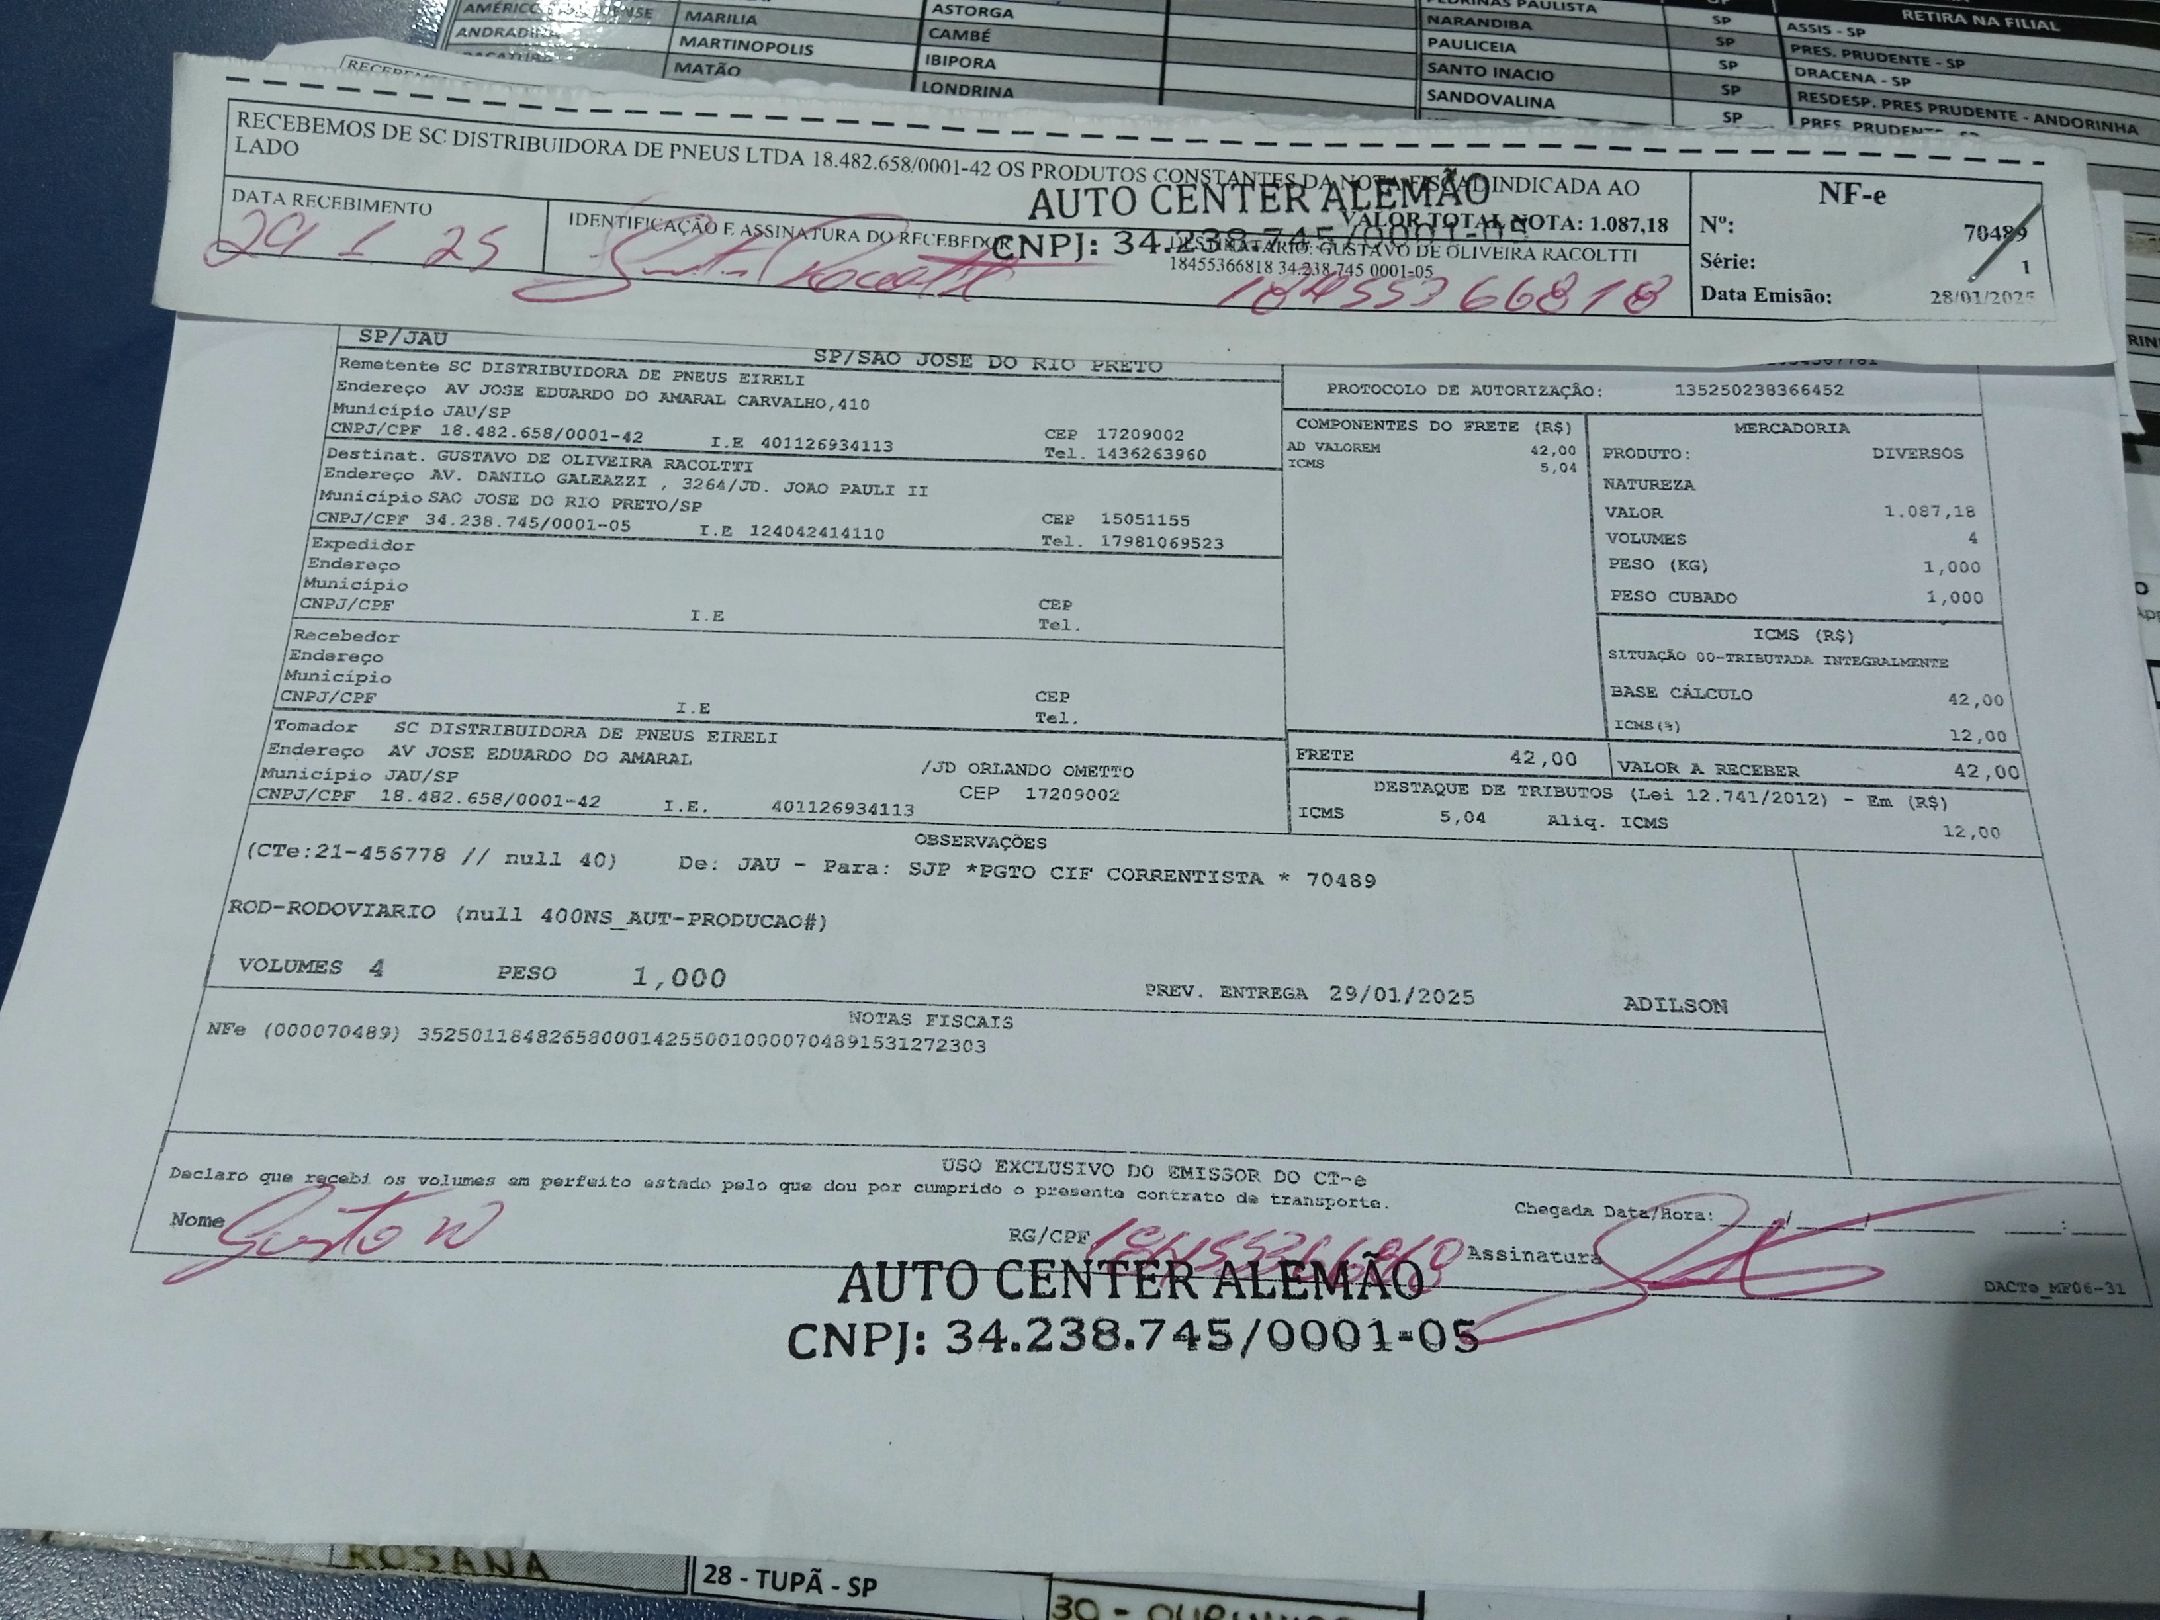 MARILIA
MARTINOPOLIS
MATÃO
ASTORGA
CAMBÉ
IBIPORA
LONDRINA
NARANDIBA
PAULICEIA
SANTO INACIO
SANDOVALINA
SP
SP
SP
SP
SP
RETIRA NA FILIAL
ASSIS - SP
PRES. PRUDENTE - SP
DRACENA - SP
RESDESP. PRES PRUDENTE - ANDORINHA
RECEBEMOS DE SC DISTRIBUIDORA DE PNEUS LTDA 18.482.658/0001-42 OS PRODUTOS CONSTANTES DA NOTA FISCAL INDICADA AO
LADO
AUTO CENTER ALEMÃO
CNPJ: 34.238.745/0001-05
VALOR TOTAL NOTA: 1.087,18
DATA RECEBIMENTO
29 1 25
IDENTIFICAÇÃO E ASSINATURA DO RECEBEDOR
DESTINATÁRIO: GUSTAVO DE OLIVEIRA RACOLTTI
18455366818 34.238.745 0001-05
18455366818
NF-e
Nº: 70489
Série: 1
Data Emissão: 28/01/2025
SP/JAU SP/SAO JOSE DO RIO PRETO
Remetente SC DISTRIBUIDORA DE PNEUS EIRELI
Endereço AV JOSE EDUARDO DO AMARAL CARVALHO,410
Município JAU/SP CEP 17209002
CNPJ/CPF 18.482.658/0001-42 I.E 401126934113 Tel. 1436263960
Destinat. GUSTAVO DE OLIVEIRA RACOLTTI
Endereço AV. DANILO GALEAZZI , 3264/JD. JOAO PAULI II
Município SAO JOSE DO RIO PRETO/SP CEP 15051155
CNPJ/CPF 34.238.745/0001-05 I.E 124042414110 Tel. 17981069523
Expedidor
Endereço
Município CEP
CNPJ/CPF I.E Tel.
Recebedor
Endereço
Município CEP
CNPJ/CPF I.E Tel.
Tomador SC DISTRIBUIDORA DE PNEUS EIRELI
Endereço AV JOSE EDUARDO DO AMARAL /JD ORLANDO OMETTO
Município JAU/SP CEP 17209002
CNPJ/CPF 18.482.658/0001-42 I.E. 401126934113
PROTOCOLO DE AUTORIZAÇÃO: 135250238366452
COMPONENTES DO FRETE (R$)
AD VALOREM 42,00
ICMS 5,04
MERCADORIA
PRODUTO: DIVERSOS
NATUREZA
VALOR 1.087,18
VOLUMES 4
PESO (KG) 1,000
PESO CUBADO 1,000
ICMS (R$)
SITUAÇÃO 00-TRIBUTADA INTEGRALMENTE
BASE CÁLCULO 42,00
ICMS(%) 12,00
FRETE 42,00 VALOR A RECEBER 42,00
DESTAQUE DE TRIBUTOS (Lei 12.741/2012) - Em (R$)
ICMS 5,04 Aliq. ICMS 12,00
OBSERVAÇÕES
(CTe:21-456778 // null 40) De: JAU - Para: SJP *PGTO CIF CORRENTISTA * 70489
ROD-RODOVIARIO (null 400NS_AUT-PRODUCAO#)
VOLUMES 4 PESO 1,000 PREV. ENTREGA 29/01/2025 ADILSON
NOTAS FISCAIS
NFe (000070489) 35250118482658000142550010000704891531272303
USO EXCLUSIVO DO EMISSOR DO CT-e
Declaro que recebi os volumes em perfeito estado pelo que dou por cumprido o presente contrato de transporte.
Chegada Data/Hora: / / :
Nome RG/CPF Assinatura
AUTO CENTER ALEMÃO
CNPJ: 34.238.745/0001-05
DACTe_MF06-31
ROSANA
28 - TUPÃ - SP